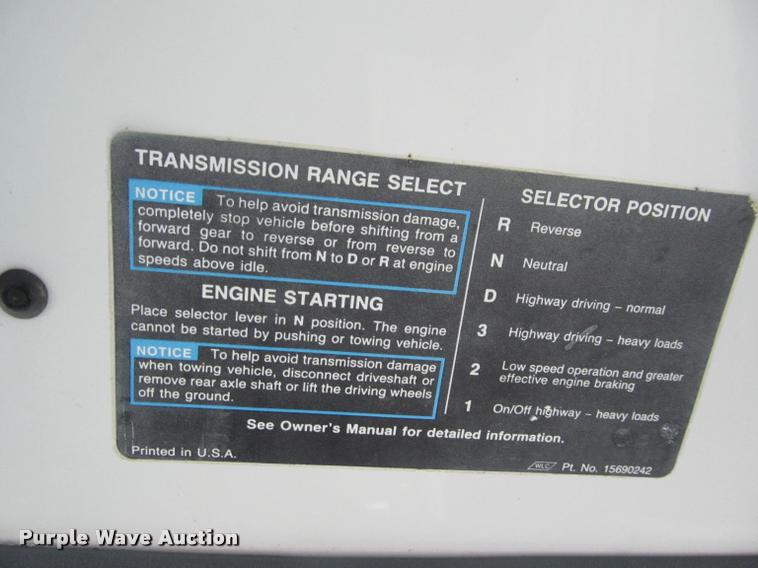 TRANSMISSION RANGE SELECT
NOTICE To help avoid transmission damage,
completely stop vehicle before shifting from a
forward gear to reverse or from reverse to
forward. Do not shift from N to D or R at engine
speeds above idle.
ENGINE STARTING
Place selector lever in N position. The engine
cannot be started by pushing or towing vehicle.
NOTICE To help avoid transmission damage
when towing vehicle, disconnect driveshaft or
remove rear axle shaft or lift the driving wheels
off the ground.
SELECTOR POSITION
R Reverse
N Neutral
D Highway driving – normal
3 Highway driving – heavy loads
2 Low speed operation and greater
effective engine braking
1 On/Off highway – heavy loads
See Owner's Manual for detailed information.
Printed in U.S.A.
WLC Pt. No. 15690242
Purple Wave Auction